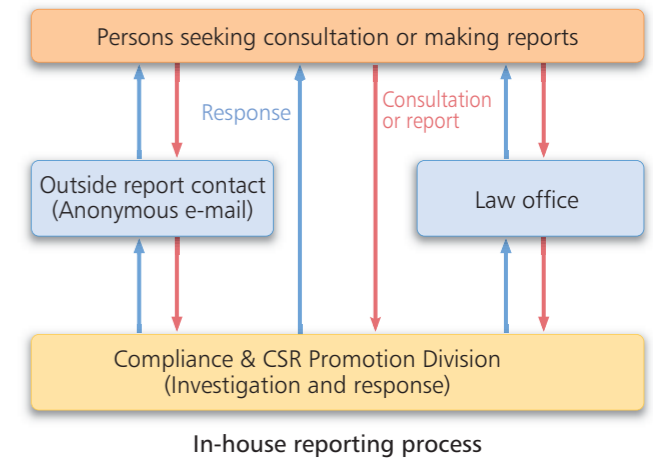 Persons seeking consultation or making reports
Response
Consultation
or report
Outside report contact
(Anonymous e-mail)
Law office
Compliance & CSR Promotion Division
(Investigation and response)
In-house reporting process